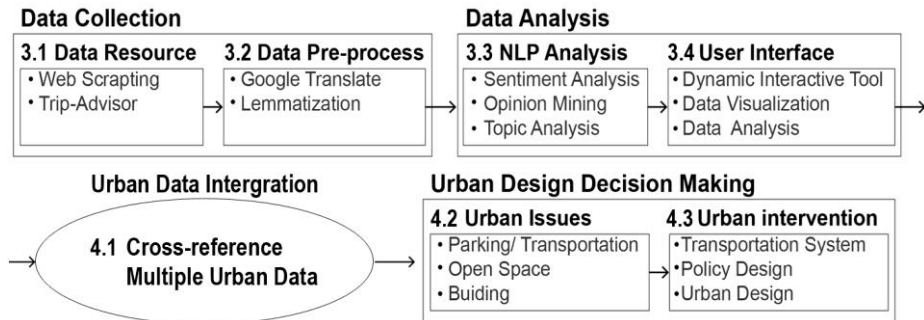 Data Collection
3.1 Data Resource
• Web Scrapting
• Trip-Advisor
3.2 Data Pre-process
• Google Translate
• Lemmatization
Data Analysis
3.3 NLP Analysis
• Sentiment Analysis
• Opinion Mining
• Topic Analysis
3.4 User Interface
• Dynamic Interactive Tool
• Data Visualization
• Data Analysis
Urban Data Intergration
4.1 Cross-reference
Multiple Urban Data
Urban Design Decision Making
4.2 Urban Issues
• Parking/ Transportation
• Open Space
• Buiding
4.3 Urban intervention
• Transportation System
• Policy Design
• Urban Design